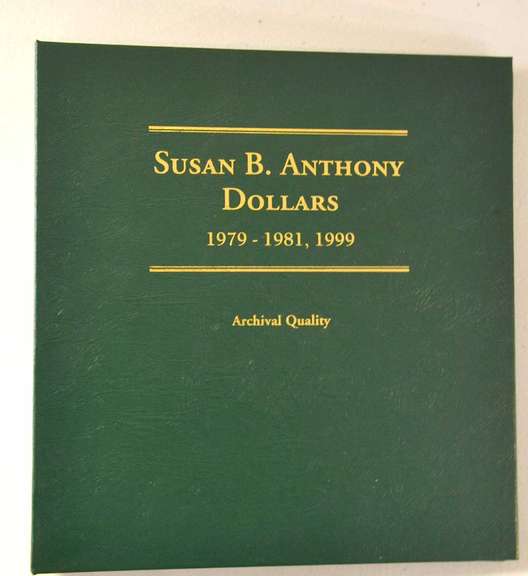 SUSAN B. ANTHONY
DOLLARS
1979 - 1981, 1999
Archival Quality